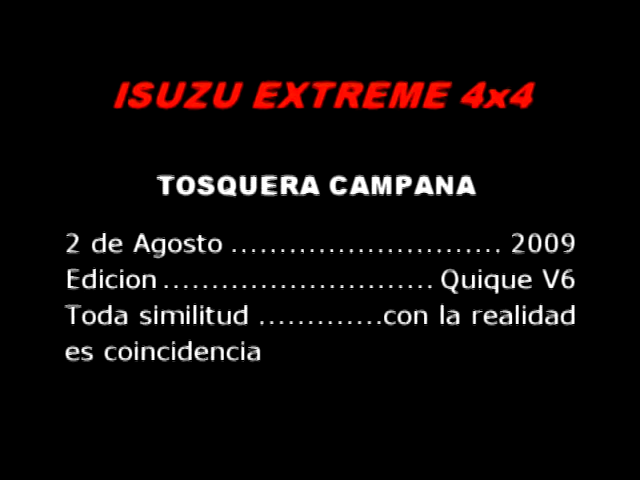 ISUZU EXTREME 4x4
TOSQUERA CAMPANA
2 de Agosto ............................ 2009
Edicion ............................ Quique V6
Toda similitud .............con la realidad
es coincidencia